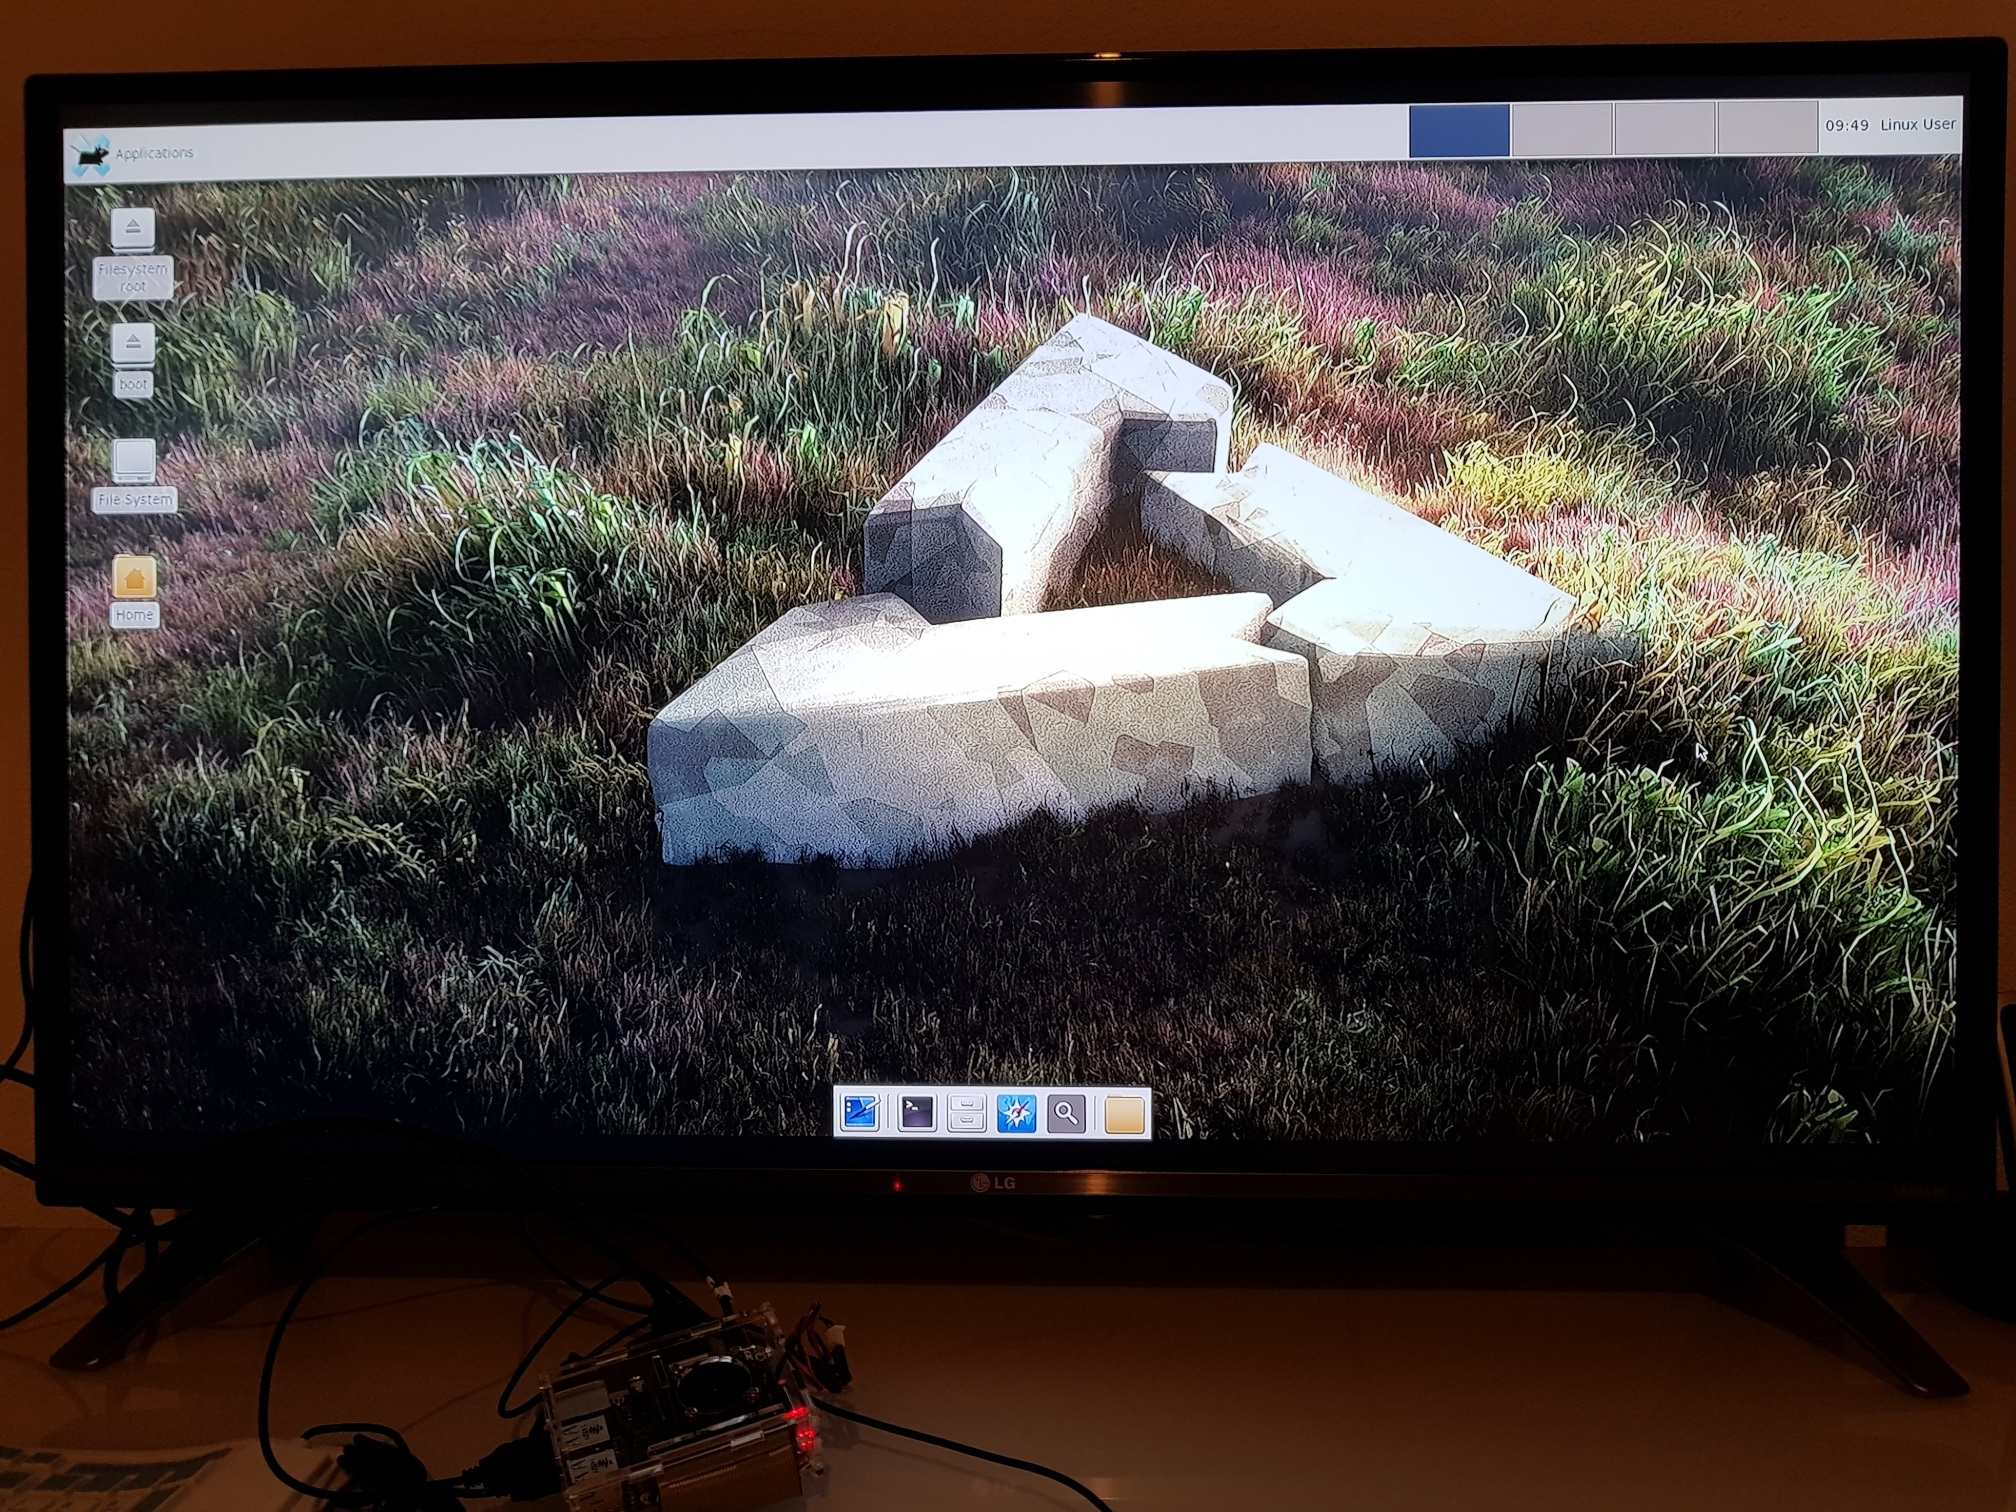 Applications
09:49 Linux User
Filesystem
root
boot
File System
Home
LG